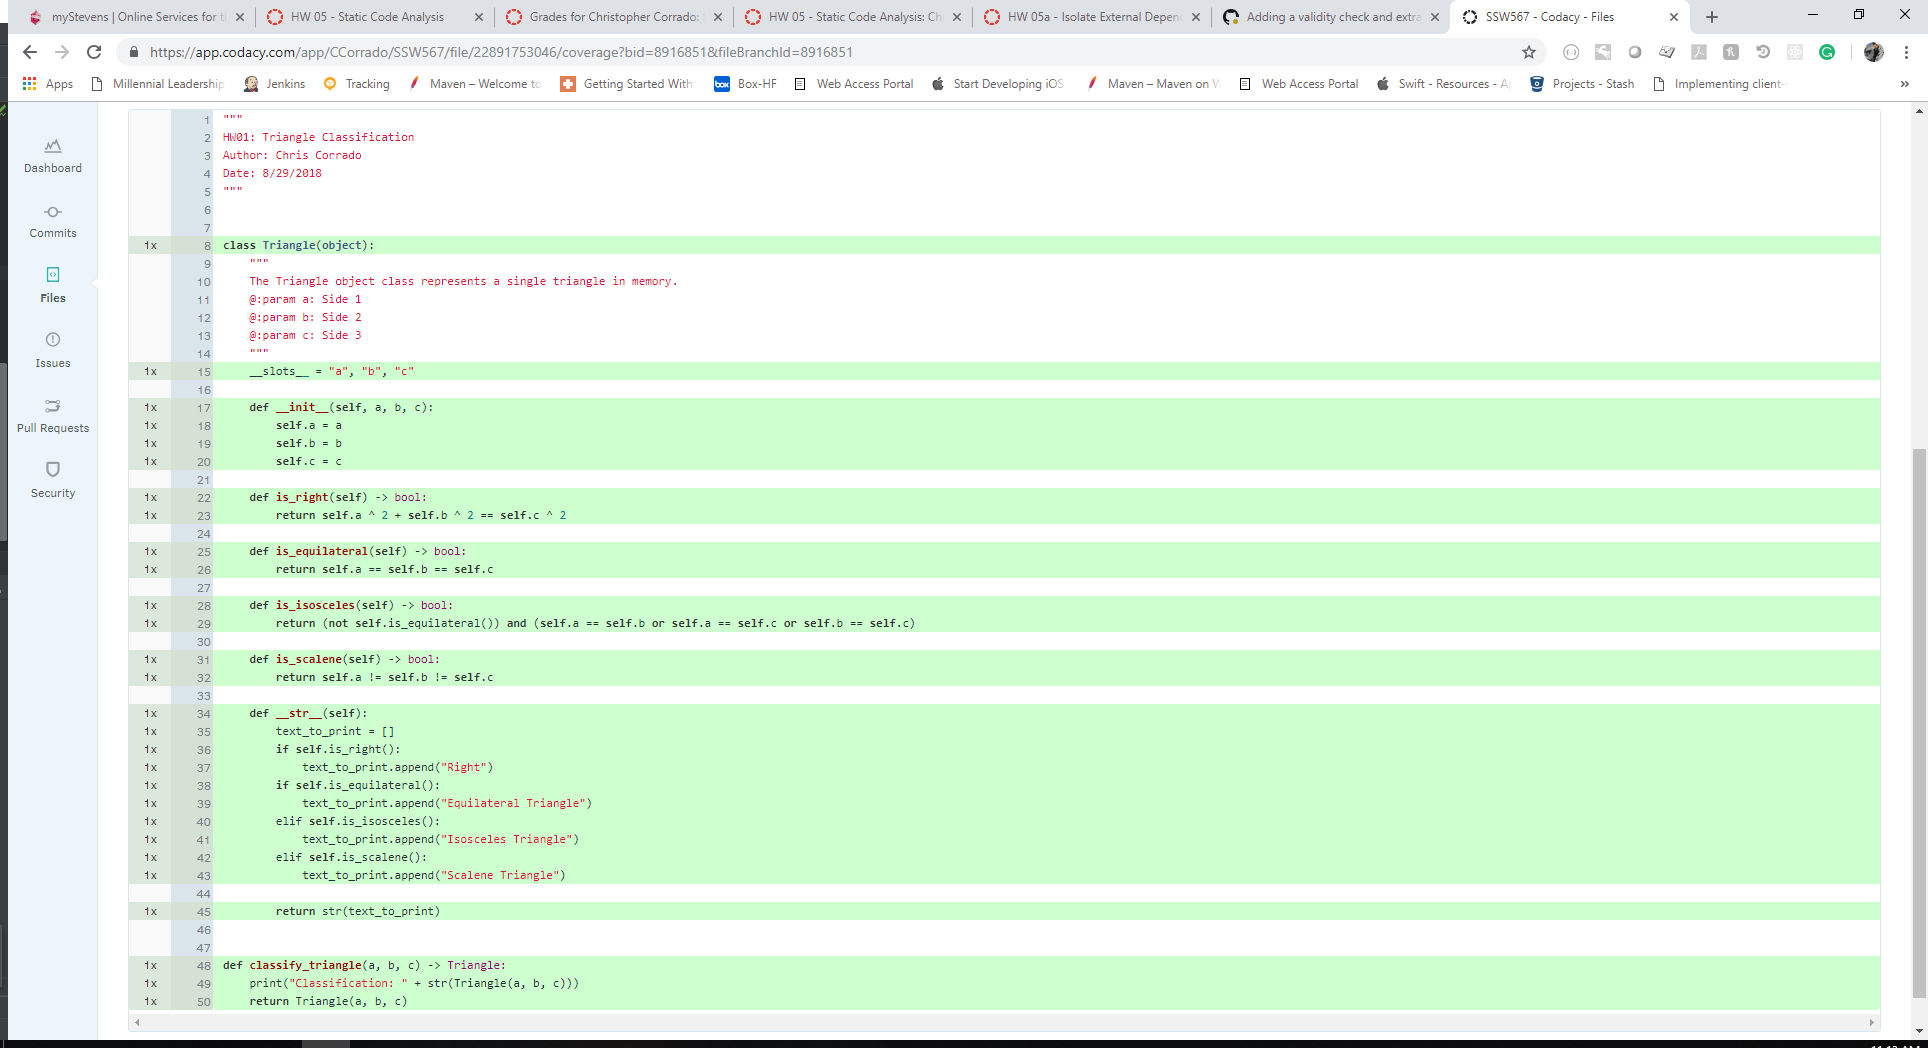 myStevens | Online Services for t
HW 05 - Static Code Analysis
Grades for Christopher Corrado:
HW 05 - Static Code Analysis: Ch
HW 05a - Isolate External Depen
Adding a validity check and extra
SSW567 - Codacy - Files
https://app.codacy.com/app/CCorrado/SSW567/file/22891753046/coverage?bid=8916851&fileBranchId=8916851
Apps
Millennial Leadership
Jenkins
Tracking
Maven – Welcome to
Getting Started With
box
Box-HF
Web Access Portal
Start Developing iOS
Maven – Maven on
Web Access Portal
Swift - Resources -
Projects - Stash
Implementing client-
»
Dashboard
Commits
Files
Issues
Pull Requests
Security
1 """
2 HW01: Triangle Classification
3 Author: Chris Corrado
4 Date: 8/29/2018
5 """
6
7
1x 8 class Triangle(object):
9 """
10 The Triangle object class represents a single triangle in memory.
11 @:param a: Side 1
12 @:param b: Side 2
13 @:param c: Side 3
14 """
1x 15 __slots__ = "a", "b", "c"
16
1x 17 def __init__(self, a, b, c):
1x 18 self.a = a
1x 19 self.b = b
1x 20 self.c = c
21
1x 22 def is_right(self) -> bool:
1x 23 return self.a ^ 2 + self.b ^ 2 == self.c ^ 2
24
1x 25 def is_equilateral(self) -> bool:
1x 26 return self.a == self.b == self.c
27
1x 28 def is_isosceles(self) -> bool:
1x 29 return (not self.is_equilateral()) and (self.a == self.b or self.a == self.c or self.b == self.c)
30
1x 31 def is_scalene(self) -> bool:
1x 32 return self.a != self.b != self.c
33
1x 34 def __str__(self):
1x 35 text_to_print = []
1x 36 if self.is_right():
1x 37 text_to_print.append("Right")
1x 38 if self.is_equilateral():
1x 39 text_to_print.append("Equilateral Triangle")
1x 40 elif self.is_isosceles():
1x 41 text_to_print.append("Isosceles Triangle")
1x 42 elif self.is_scalene():
1x 43 text_to_print.append("Scalene Triangle")
44
1x 45 return str(text_to_print)
46
47
1x 48 def classify_triangle(a, b, c) -> Triangle:
1x 49 print("Classification: " + str(Triangle(a, b, c)))
1x 50 return Triangle(a, b, c)